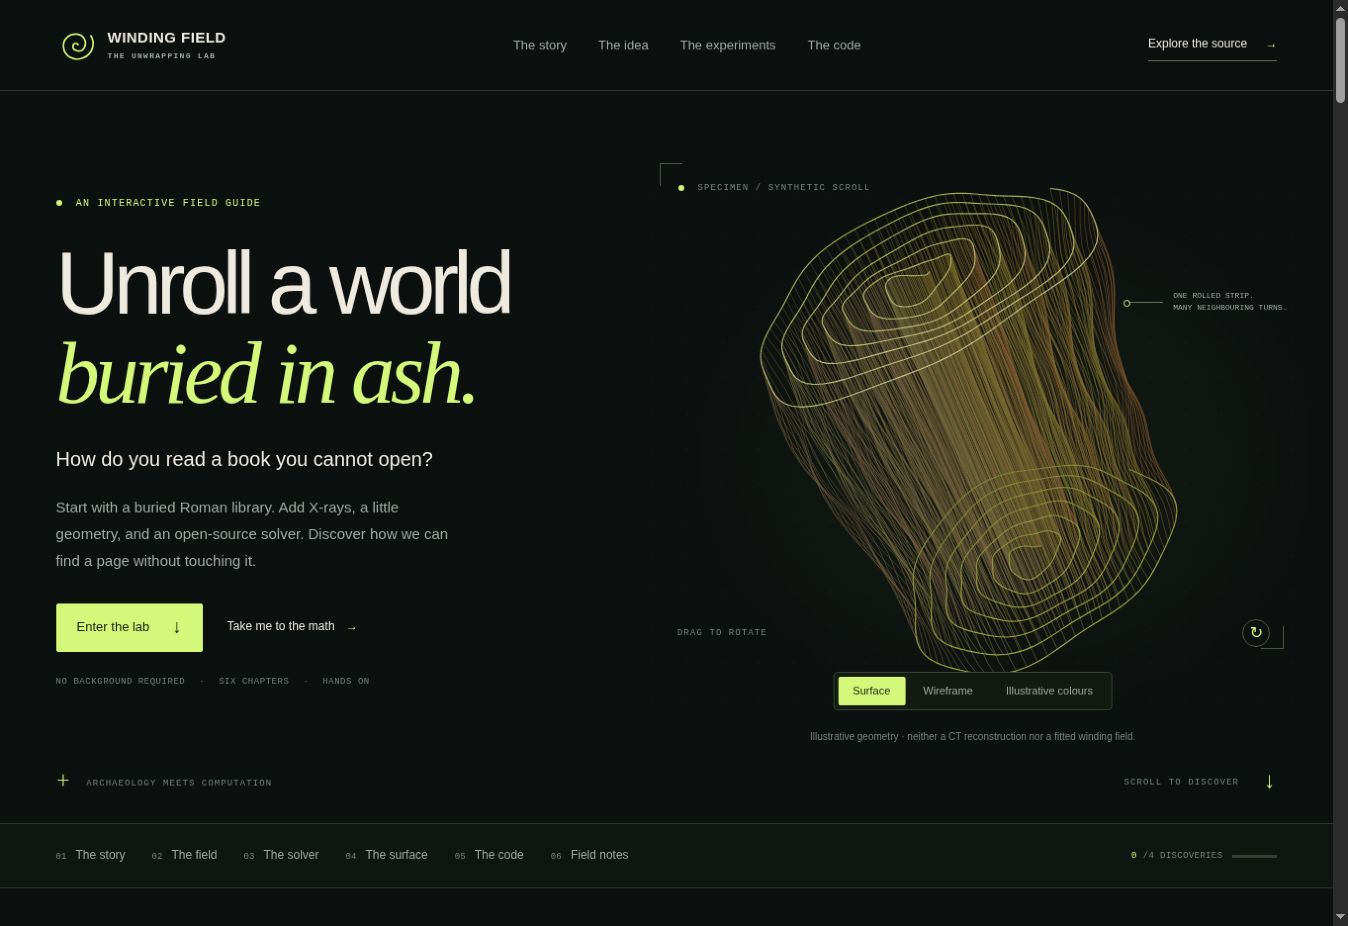 WINDING FIELD
THE UNWRAPPING LAB
The story
The idea
The experiments
The code
Explore the source →
AN INTERACTIVE FIELD GUIDE
Unroll a world
buried in ash.
How do you read a book you cannot open?
Start with a buried Roman library. Add X-rays, a little
geometry, and an open-source solver. Discover how we can
find a page without touching it.
Enter the lab ↓
Take me to the math →
NO BACKGROUND REQUIRED · SIX CHAPTERS · HANDS ON
SPECIMEN / SYNTHETIC SCROLL
ONE ROLLED STRIP.
MANY NEIGHBOURING TURNS.
DRAG TO ROTATE
↻
Surface
Wireframe
Illustrative colours
Illustrative geometry · neither a CT reconstruction nor a fitted winding field.
+ ARCHAEOLOGY MEETS COMPUTATION
SCROLL TO DISCOVER ↓
01 The story
02 The field
03 The solver
04 The surface
05 The code
06 Field notes
0 /4 DISCOVERIES